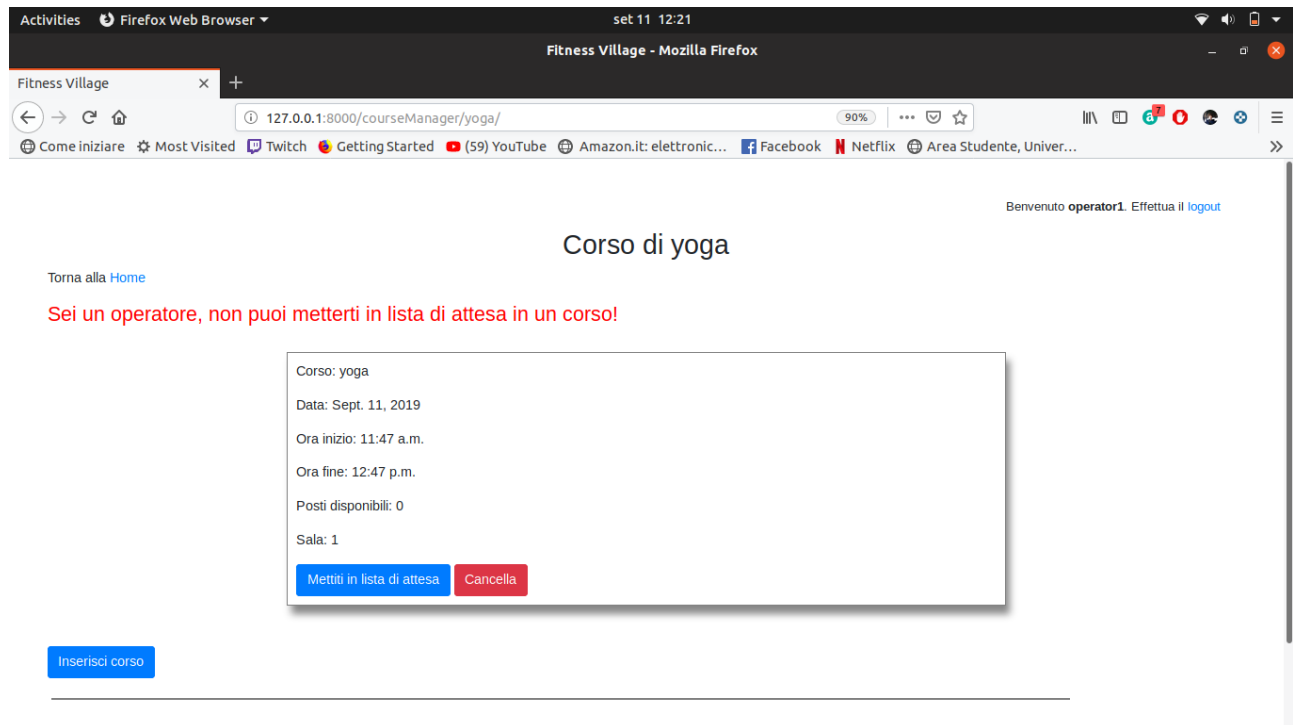 Activities Firefox Web Browser set 11 12:21
Fitness Village - Mozilla Firefox
Fitness Village
127.0.0.1:8000/courseManager/yoga/ 90% 7
Come iniziare Most Visited Twitch Getting Started (59) YouTube Amazon.it: elettronic... Facebook Netflix Area Studente, Univer...
Benvenuto operator1. Effettua il logout
Corso di yoga
Torna alla Home
Sei un operatore, non puoi metterti in lista di attesa in un corso!
Corso: yoga
Data: Sept. 11, 2019
Ora inizio: 11:47 a.m.
Ora fine: 12:47 p.m.
Posti disponibili: 0
Sala: 1
Mettiti in lista di attesa Cancella
Inserisci corso